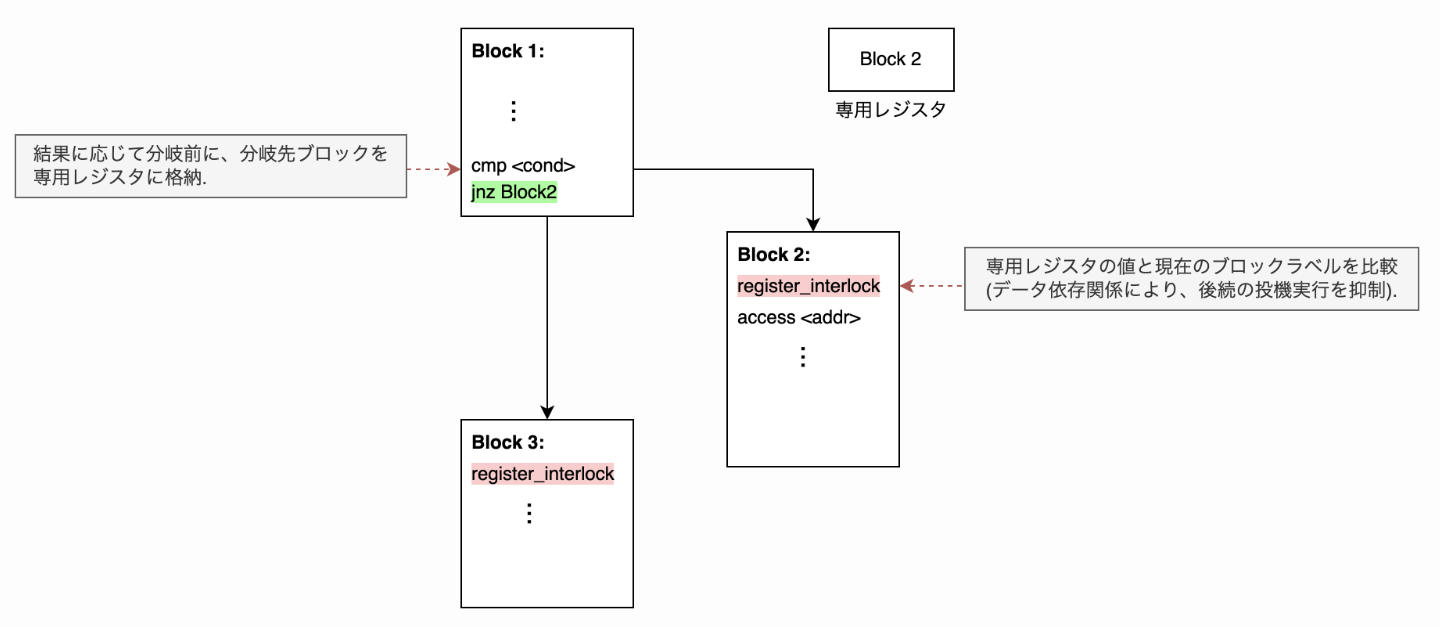 Block 1:
⋮
cmp <cond>
jnz Block2
Block 2
専用レジスタ
結果に応じて分岐前に、分岐先ブロックを
専用レジスタに格納.
Block 2:
register_interlock
access <addr>
⋮
専用レジスタの値と現在のブロックラベルを比較
(データ依存関係により、後続の投機実行を抑制).
Block 3:
register_interlock
⋮